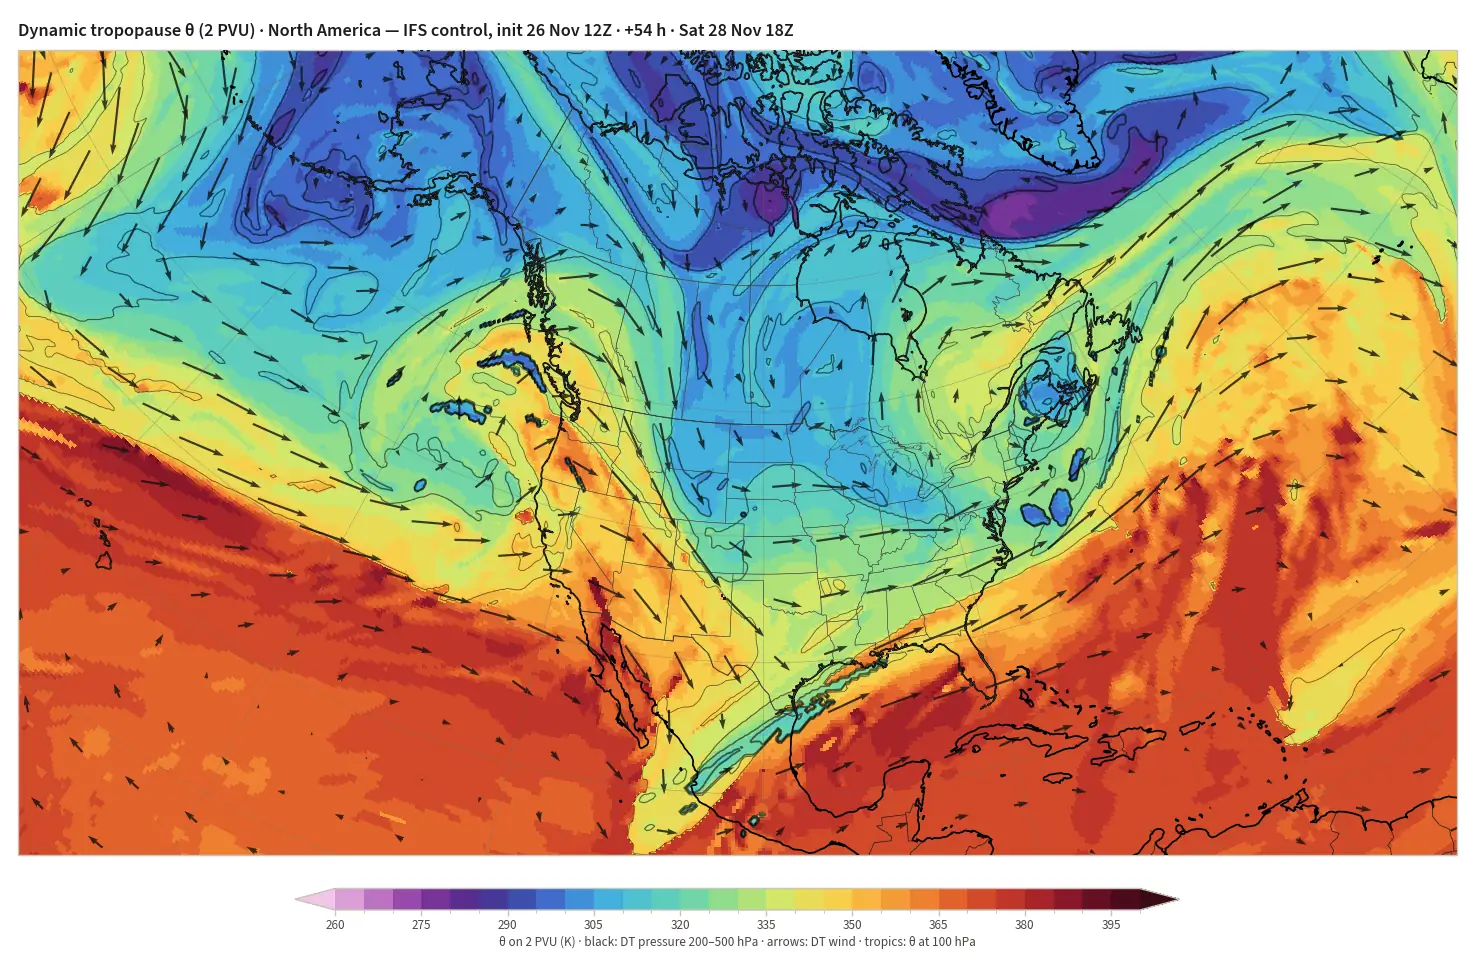 Dynamic tropopause θ (2 PVU) · North America — IFS control, init 26 Nov 12Z · +54 h · Sat 28 Nov 18Z
260 275 290 305 320 335 350 365 380 395
θ on 2 PVU (K) · black: DT pressure 200–500 hPa · arrows: DT wind · tropics: θ at 100 hPa